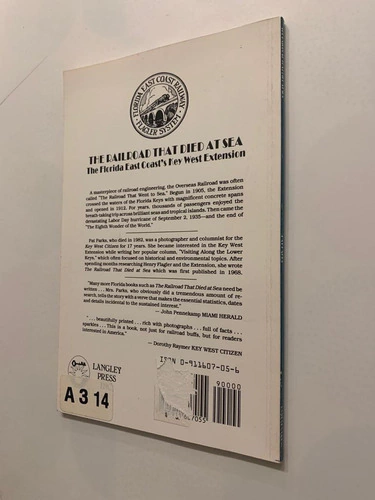 FLORIDA EAST COAST RAILWAY
FLAGLER SYSTEM
THE RAILROAD THAT DIED AT SEA
The Florida East Coast's Key West Extension
A masterpiece of railroad engineering, the Overseas Railroad was often
called "The Railroad That Went to Sea." Begun in 1905, the Extension
crossed the waters of the Florida Keys with magnificent concrete spans
and opened in 1912. For years, thousands of passengers enjoyed the
breath-taking trip across brilliant seas and tropical islands. Then came the
devastating Labor Day hurricane of September 2, 1935—and the end of
"The Eighth Wonder of the World".
Pat Parks, who died in 1982, was a photographer and columnist for the
Key West Citizen for 17 years. She became interested in the Key West
Extension while writing her popular column, "Visiting Along the Lower
Keys," which often focused on historical and environmental topics. After
spending months researching Henry Flagler and the Extension, she wrote
The Railroad That Died at Sea which was first published in 1968.
"Many more Florida books such as The Railroad That Died at Sea need be
written . . . Mrs. Parks, who obviously did a tremendous amount of re-
search, tells the story with a verve that makes the essential statistics, dates
and details incidental to the sustained interest."
— John Pennekamp MIAMI HERALD
". . . beautifully printed . . . rich with photographs . . . full of facts . . .
sparkles . . . This is a book, not just for railroad buffs, but for readers
interested in America."
— Dorothy Raymer KEY WEST CITIZEN
ISBN 0-911607-05-6
90000
LANGLEY
PRESS
A 3 14